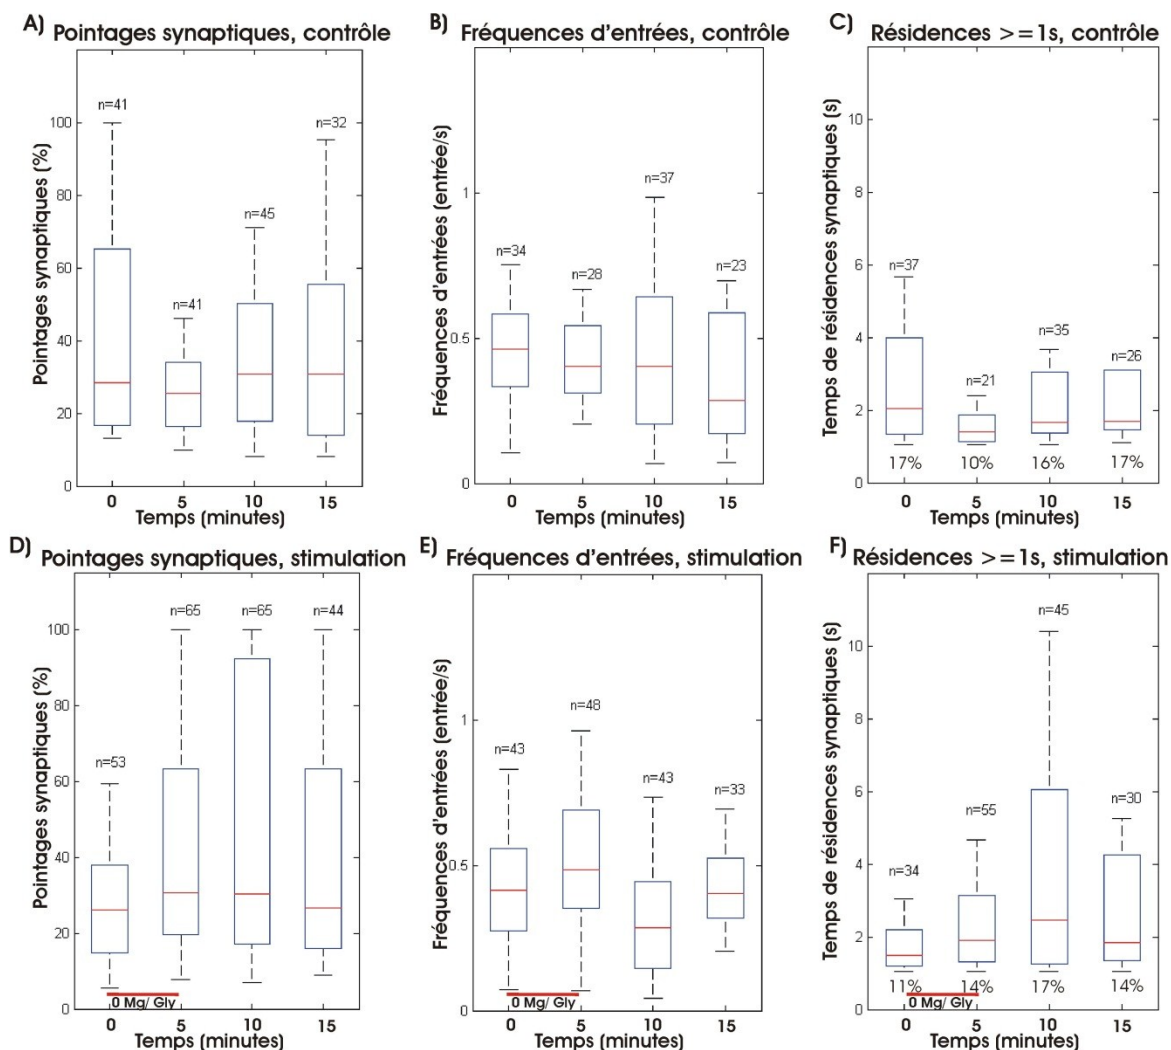 A) Pointages synaptiques, contrôle
Pointages synaptiques (%)
100
80
60
40
20
0
n=41
n=41
n=45
n=32
0 5 10 15
Temps (minutes)
B) Fréquences d'entrées, contrôle
Fréquences d'entrées (entrée/s)
1
0.5
0
n=34
n=28
n=37
n=23
0 5 10 15
Temps (minutes)
C) Résidences >=1s, contrôle
Temps de résidences synaptiques (s)
10
8
6
4
2
0
n=37
n=21
n=35
n=26
17% 10% 16% 17%
0 5 10 15
Temps (minutes)
D) Pointages synaptiques, stimulation
Pointages synaptiques (%)
100
80
60
40
20
0
n=53
n=65
n=65
n=44
0 Mg/ Gly
0 5 10 15
Temps (minutes)
E) Fréquences d'entrées, stimulation
Fréquences d'entrées (entrée/s)
1
0.5
0
n=43
n=48
n=43
n=33
0 Mg/ Gly
0 5 10 15
Temps (minutes)
F) Résidences >=1s, stimulation
Temps de résidences synaptiques (s)
10
8
6
4
2
0
n=34
n=55
n=45
n=30
11% 14% 17% 14%
0 Mg/ Gly
0 5 10 15
Temps (minutes)